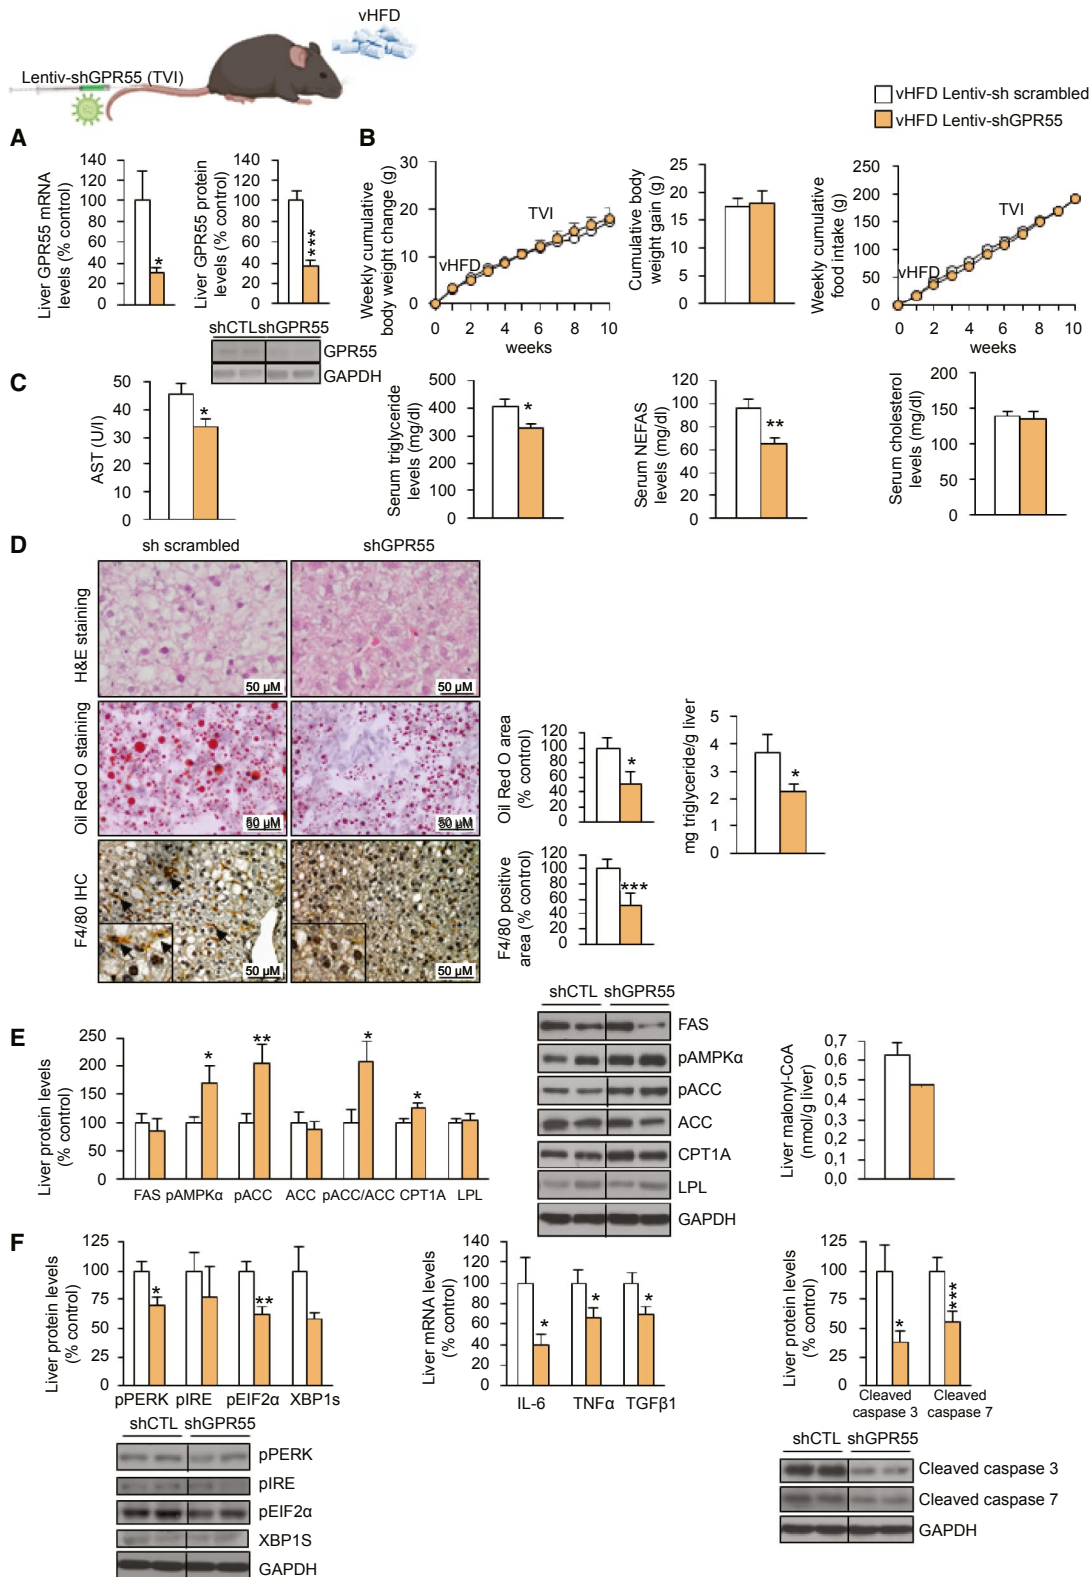 vHFD
Lentiv-shGPR55 (TVI)
vHFD Lentiv-sh scrambled
vHFD Lentiv-shGPR55
A
Liver GPR55 mRNA
levels (% control)
140
120
100
80
60
40
20
0
*
Liver GPR55 protein
levels (% control)
140
120
100
80
60
40
20
0
***
shCTL shGPR55
GPR55
GAPDH
B
Weekly cumulative
body weight change (g)
30
20
10
0
vHFD
TVI
0 2 4 6 8 10
weeks
Cumulative body
weight gain (g)
25
20
15
10
5
0
Weekly cumulative
food intake (g)
250
200
150
100
50
0
vHFD
TVI
0 2 4 6 8 10
weeks
C
AST (U/l)
50
40
30
20
10
0
*
Serum triglyceride
levels (mg/dl)
500
400
300
200
100
0
*
Serum NEFAS
levels (mg/dl)
120
100
80
60
40
20
0
**
Serum cholesterol
levels (mg/dl)
200
150
100
50
0
D
sh scrambled
shGPR55
H&E staining
50 µM
50 µM
Oil Red O staining
50 µM
50 µM
F4/80 IHC
50 µM
50 µM
Oil Red O area
(% control)
120
100
80
60
40
20
0
*
mg triglyceride/g liver
5
4
3
2
1
0
*
F4/80 positive
area (% control)
120
100
80
60
40
20
0
***
E
Liver protein levels
(% control)
250
200
150
100
50
0
* ** * *
FAS pAMPKα pACC ACC pACC/ACC CPT1A LPL
shCTL shGPR55
FAS
pAMPKα
pACC
ACC
CPT1A
LPL
GAPDH
Liver malonyl-CoA
(nmol/g liver)
0,7
0,6
0,5
0,4
0,3
0,2
0,1
0,0
F
Liver protein levels
(% control)
125
100
75
50
25
0
* **
pPERK pIRE pEIF2α XBP1s
shCTL shGPR55
pPERK
pIRE
pEIF2α
XBP1S
GAPDH
Liver mRNA levels
(% control)
140
120
100
80
60
40
20
0
* * *
IL-6 TNFα TGFβ1
Liver protein levels
(% control)
125
100
75
50
25
0
* ***
Cleaved Cleaved
caspase 3 caspase 7
shCTL shGPR55
Cleaved caspase 3
Cleaved caspase 7
GAPDH